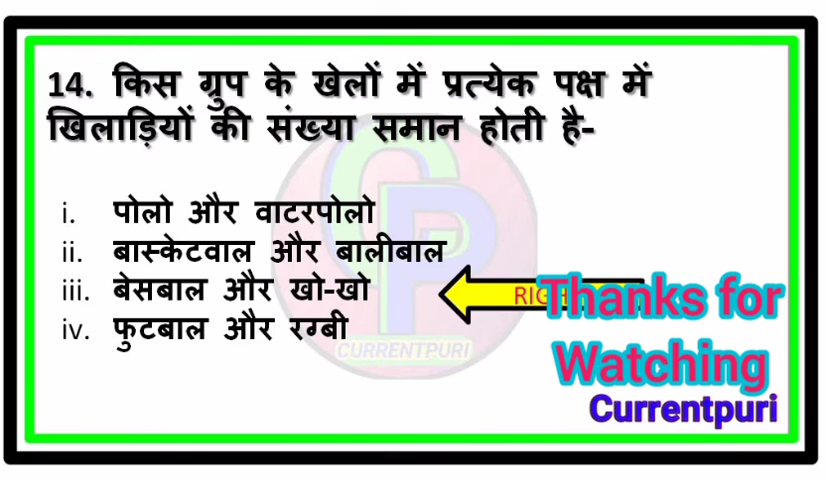 14. किस ग्रुप के खेलों में प्रत्येक पक्ष में
खिलाड़ियों की संख्या समान होती है-
i. पोलो और वाटरपोलो
ii. बास्केटवाल और बालीबाल
iii. बेसबाल और खो-खो
iv. फुटबाल और रग्बी
Thanks for
Watching
Currentpuri
CURRENTPURI